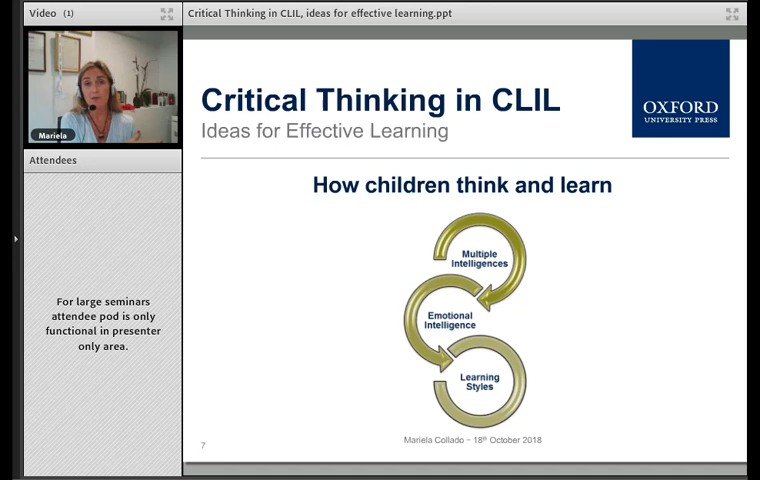 Video (1)
Critical Thinking in CLIL, ideas for effective learning.ppt
Mariela
Attendees
For large seminars
attendee pod is only
functional in presenter
only area.
Critical Thinking in CLIL
Ideas for Effective Learning
OXFORD
UNIVERSITY PRESS
How children think and learn
Multiple
Intelligences
Emotional
Intelligence
Learning
Styles
7
Mariela Collado – 18th October 2018